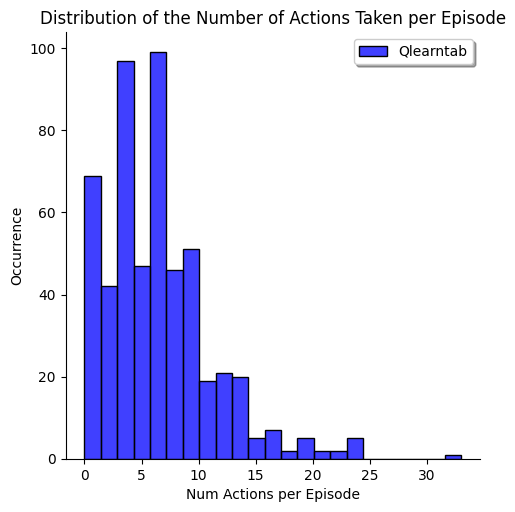 Distribution of the Number of Actions Taken per Episode
Qlearntab
100
80
60
40
20
0
Occurrence
0 5 10 15 20 25 30
Num Actions per Episode